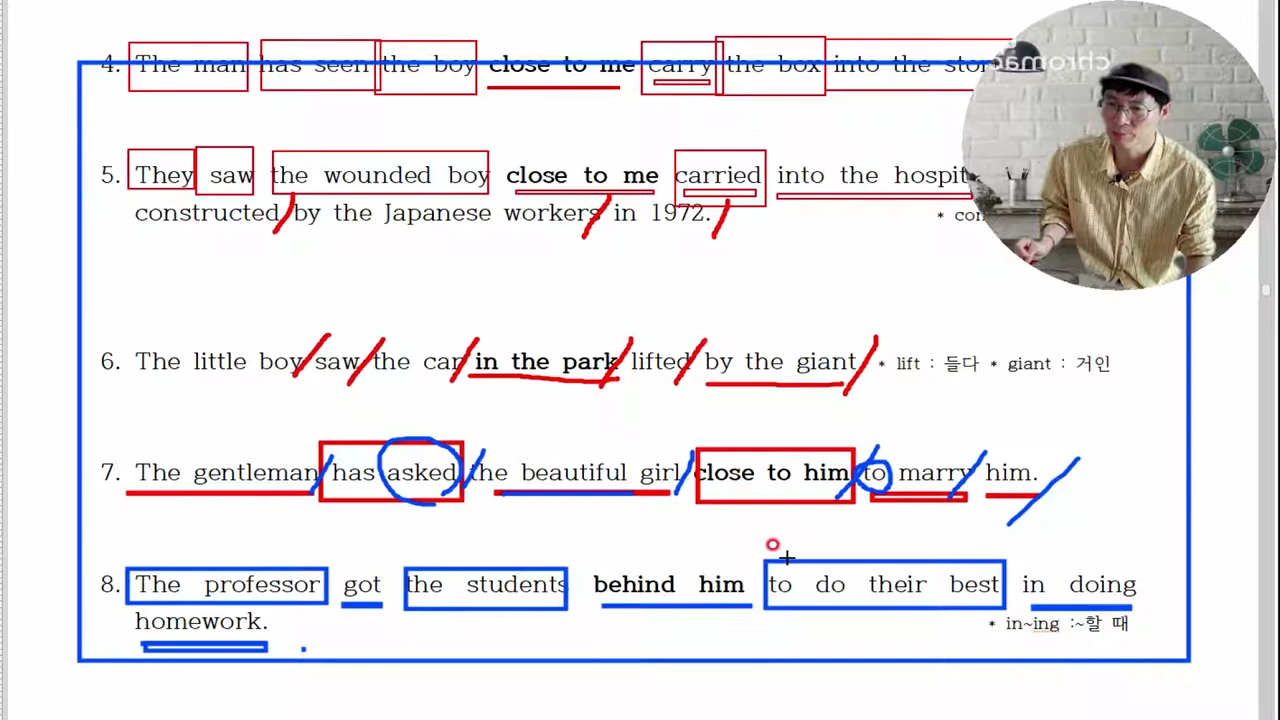 4. The man has seen the boy close to me carry the box into the
chromac
5. They saw the wounded boy close to me carried into the
constructed by the Japanese workers in 1972.
6. The little boy saw the car in the park lifted by the giant * lift : 들다 * giant : 거인
7. The gentleman has asked the beautiful girl close to him to marry him.
8. The professor got the students behind him to do their best in doing
homework. * in~ing :~할 때